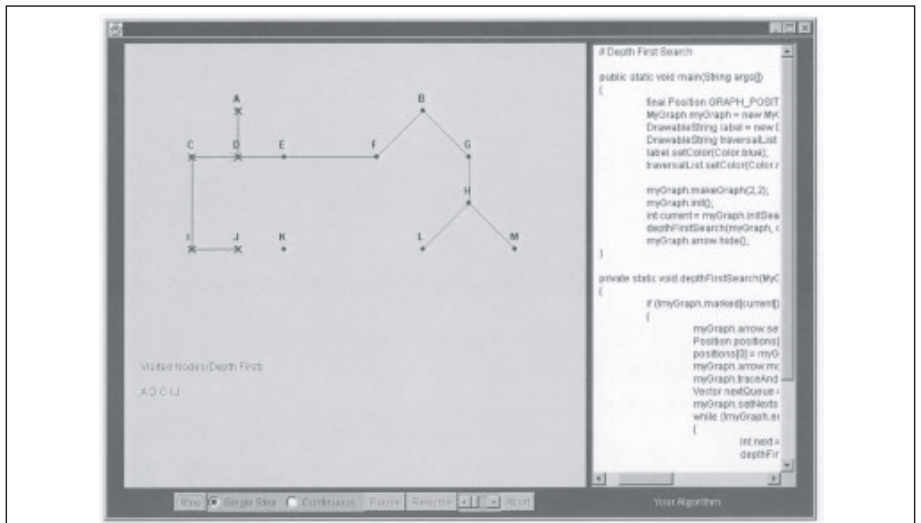 # Depth First Search
public static void main(String args[])
{
final Position GRAPH_POSIT
MyGraph myGraph = new MyG
DrawableString label = new D
DrawableString traversalList
label.setColor(Color.blue);
traversalList.setColor(Color.r
myGraph.makeGraph(2,2);
myGraph.init();
int current = myGraph.initSea
depthFirstSearch(myGraph, c
myGraph.arrow.hide();
}
private static void depthFirstSearch(MyG
{
if (!myGraph.marked[current])
{
myGraph.arrow.se
Position positions[
positions[0] = myG
myGraph.arrow.mo
myGraph.traceAnd
Vector nextQueue =
myGraph.setNexts
while (!myGraph.e
{
int next =
depthFir
A B
C D E F G
H
I J K L M
Visited Nodes(Depth First):
A D C I J
Stop Single Step Continuous Pause Resume Your Algorithm